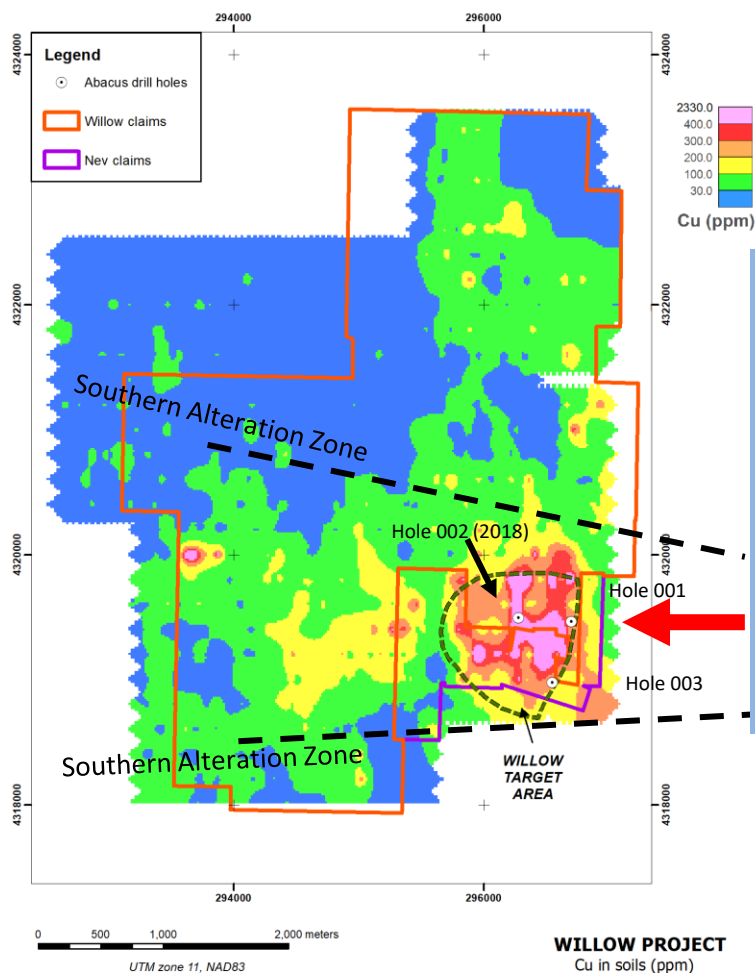 294000
296000
4324000
4324000
Legend
Abacus drill holes
Willow claims
Nev claims
2330.0
400.0
300.0
200.0
100.0
30.0
Cu (ppm)
4322000
4322000
Southern Alteration Zone
Hole 002 (2018)
4320000
4320000
Hole 001
Hole 003
Southern Alteration Zone
WILLOW
TARGET
AREA
4318000
4318000
294000
296000
0 500 1,000 2,000 meters
UTM zone 11, NAD83
WILLOW PROJECT
Cu in soils (ppm)